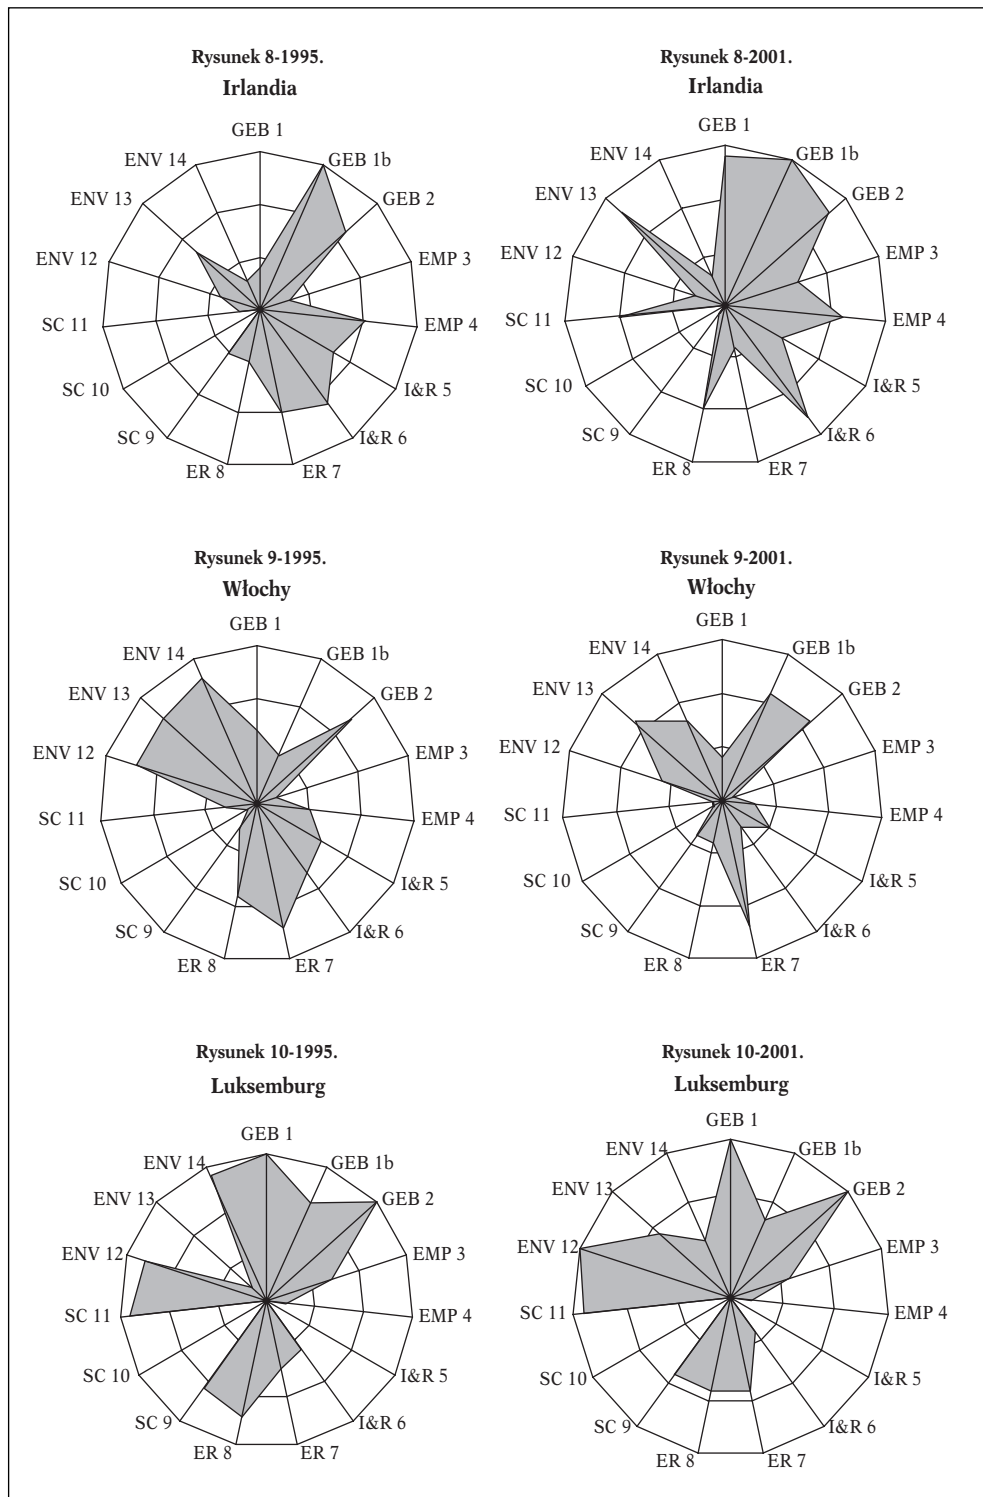 Rysunek 8-1995.
Irlandia
GEB 1
GEB 1b
GEB 2
EMP 3
EMP 4
I&R 5
I&R 6
ER 7
ER 8
SC 9
SC 10
SC 11
ENV 12
ENV 13
ENV 14
Rysunek 8-2001.
Irlandia
GEB 1
GEB 1b
GEB 2
EMP 3
EMP 4
I&R 5
I&R 6
ER 7
ER 8
SC 9
SC 10
SC 11
ENV 12
ENV 13
ENV 14
Rysunek 9-1995.
Włochy
GEB 1
GEB 1b
GEB 2
EMP 3
EMP 4
I&R 5
I&R 6
ER 7
ER 8
SC 9
SC 10
SC 11
ENV 12
ENV 13
ENV 14
Rysunek 9-2001.
Włochy
GEB 1
GEB 1b
GEB 2
EMP 3
EMP 4
I&R 5
I&R 6
ER 7
ER 8
SC 9
SC 10
SC 11
ENV 12
ENV 13
ENV 14
Rysunek 10-1995.
Luksemburg
GEB 1
GEB 1b
GEB 2
EMP 3
EMP 4
I&R 5
I&R 6
ER 7
ER 8
SC 9
SC 10
SC 11
ENV 12
ENV 13
ENV 14
Rysunek 10-2001.
Luksemburg
GEB 1
GEB 1b
GEB 2
EMP 3
EMP 4
I&R 5
I&R 6
ER 7
ER 8
SC 9
SC 10
SC 11
ENV 12
ENV 13
ENV 14